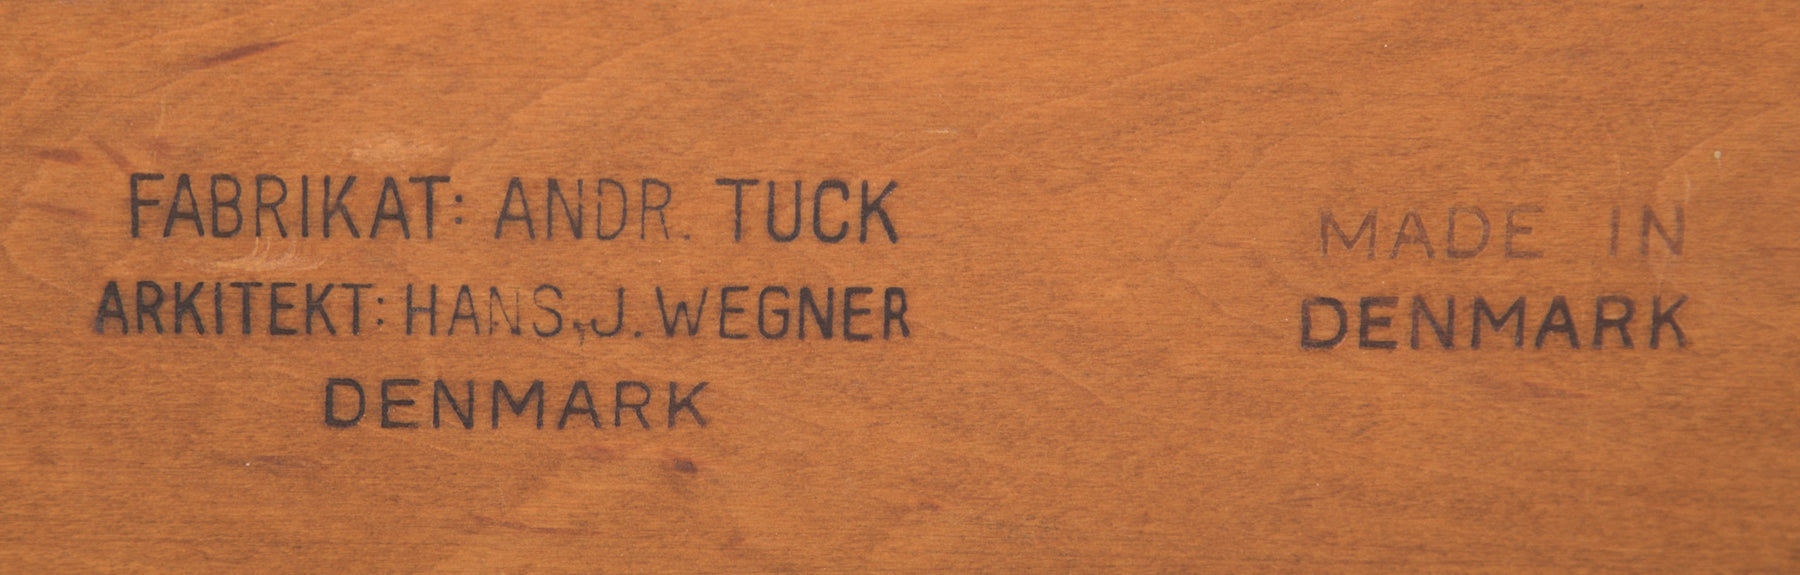 FABRIKAT: ANDR. TUCK
ARKITEKT: HANS, J. WEGNER
DENMARK
MADE IN
DENMARK